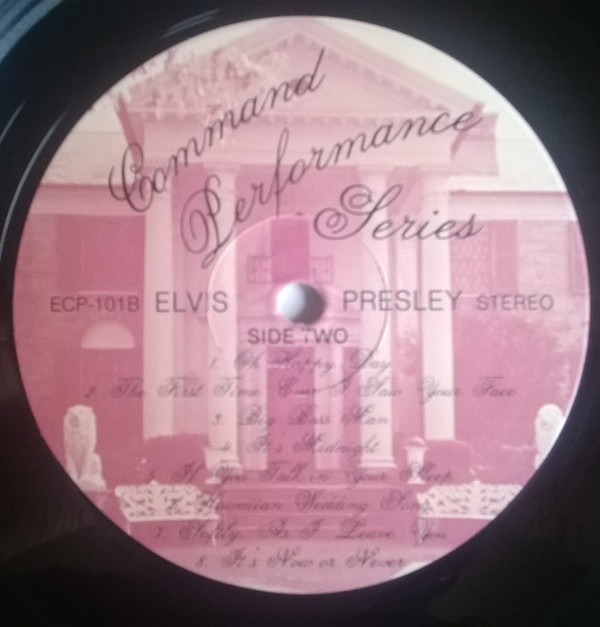 Command
Performance
Series
ECP-101B ELVIS PRESLEY STEREO
SIDE TWO
1. Oh Happy Day
2. The First Time Ever I Saw Your Face
3. Big Boss Man
4. It's Midnight
5. If You Talk in Your Sleep
6. Hawaiian Wedding Song
7. Softly, As I Leave You
8. It's Now or Never